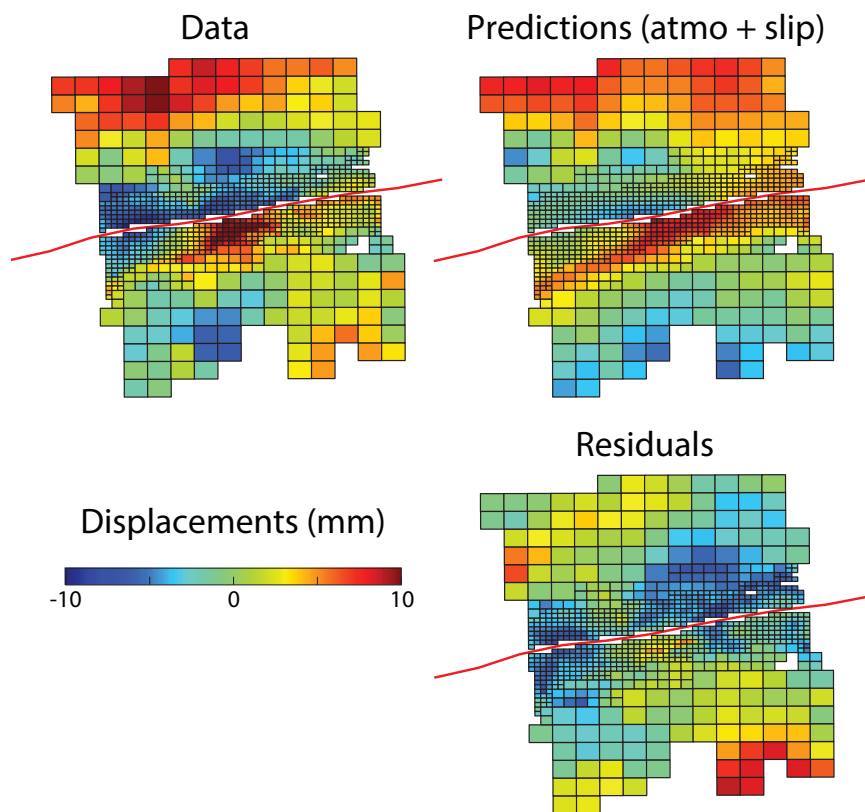 Data
Predictions (atmo + slip)
Residuals
Displacements (mm)
-10 0 10